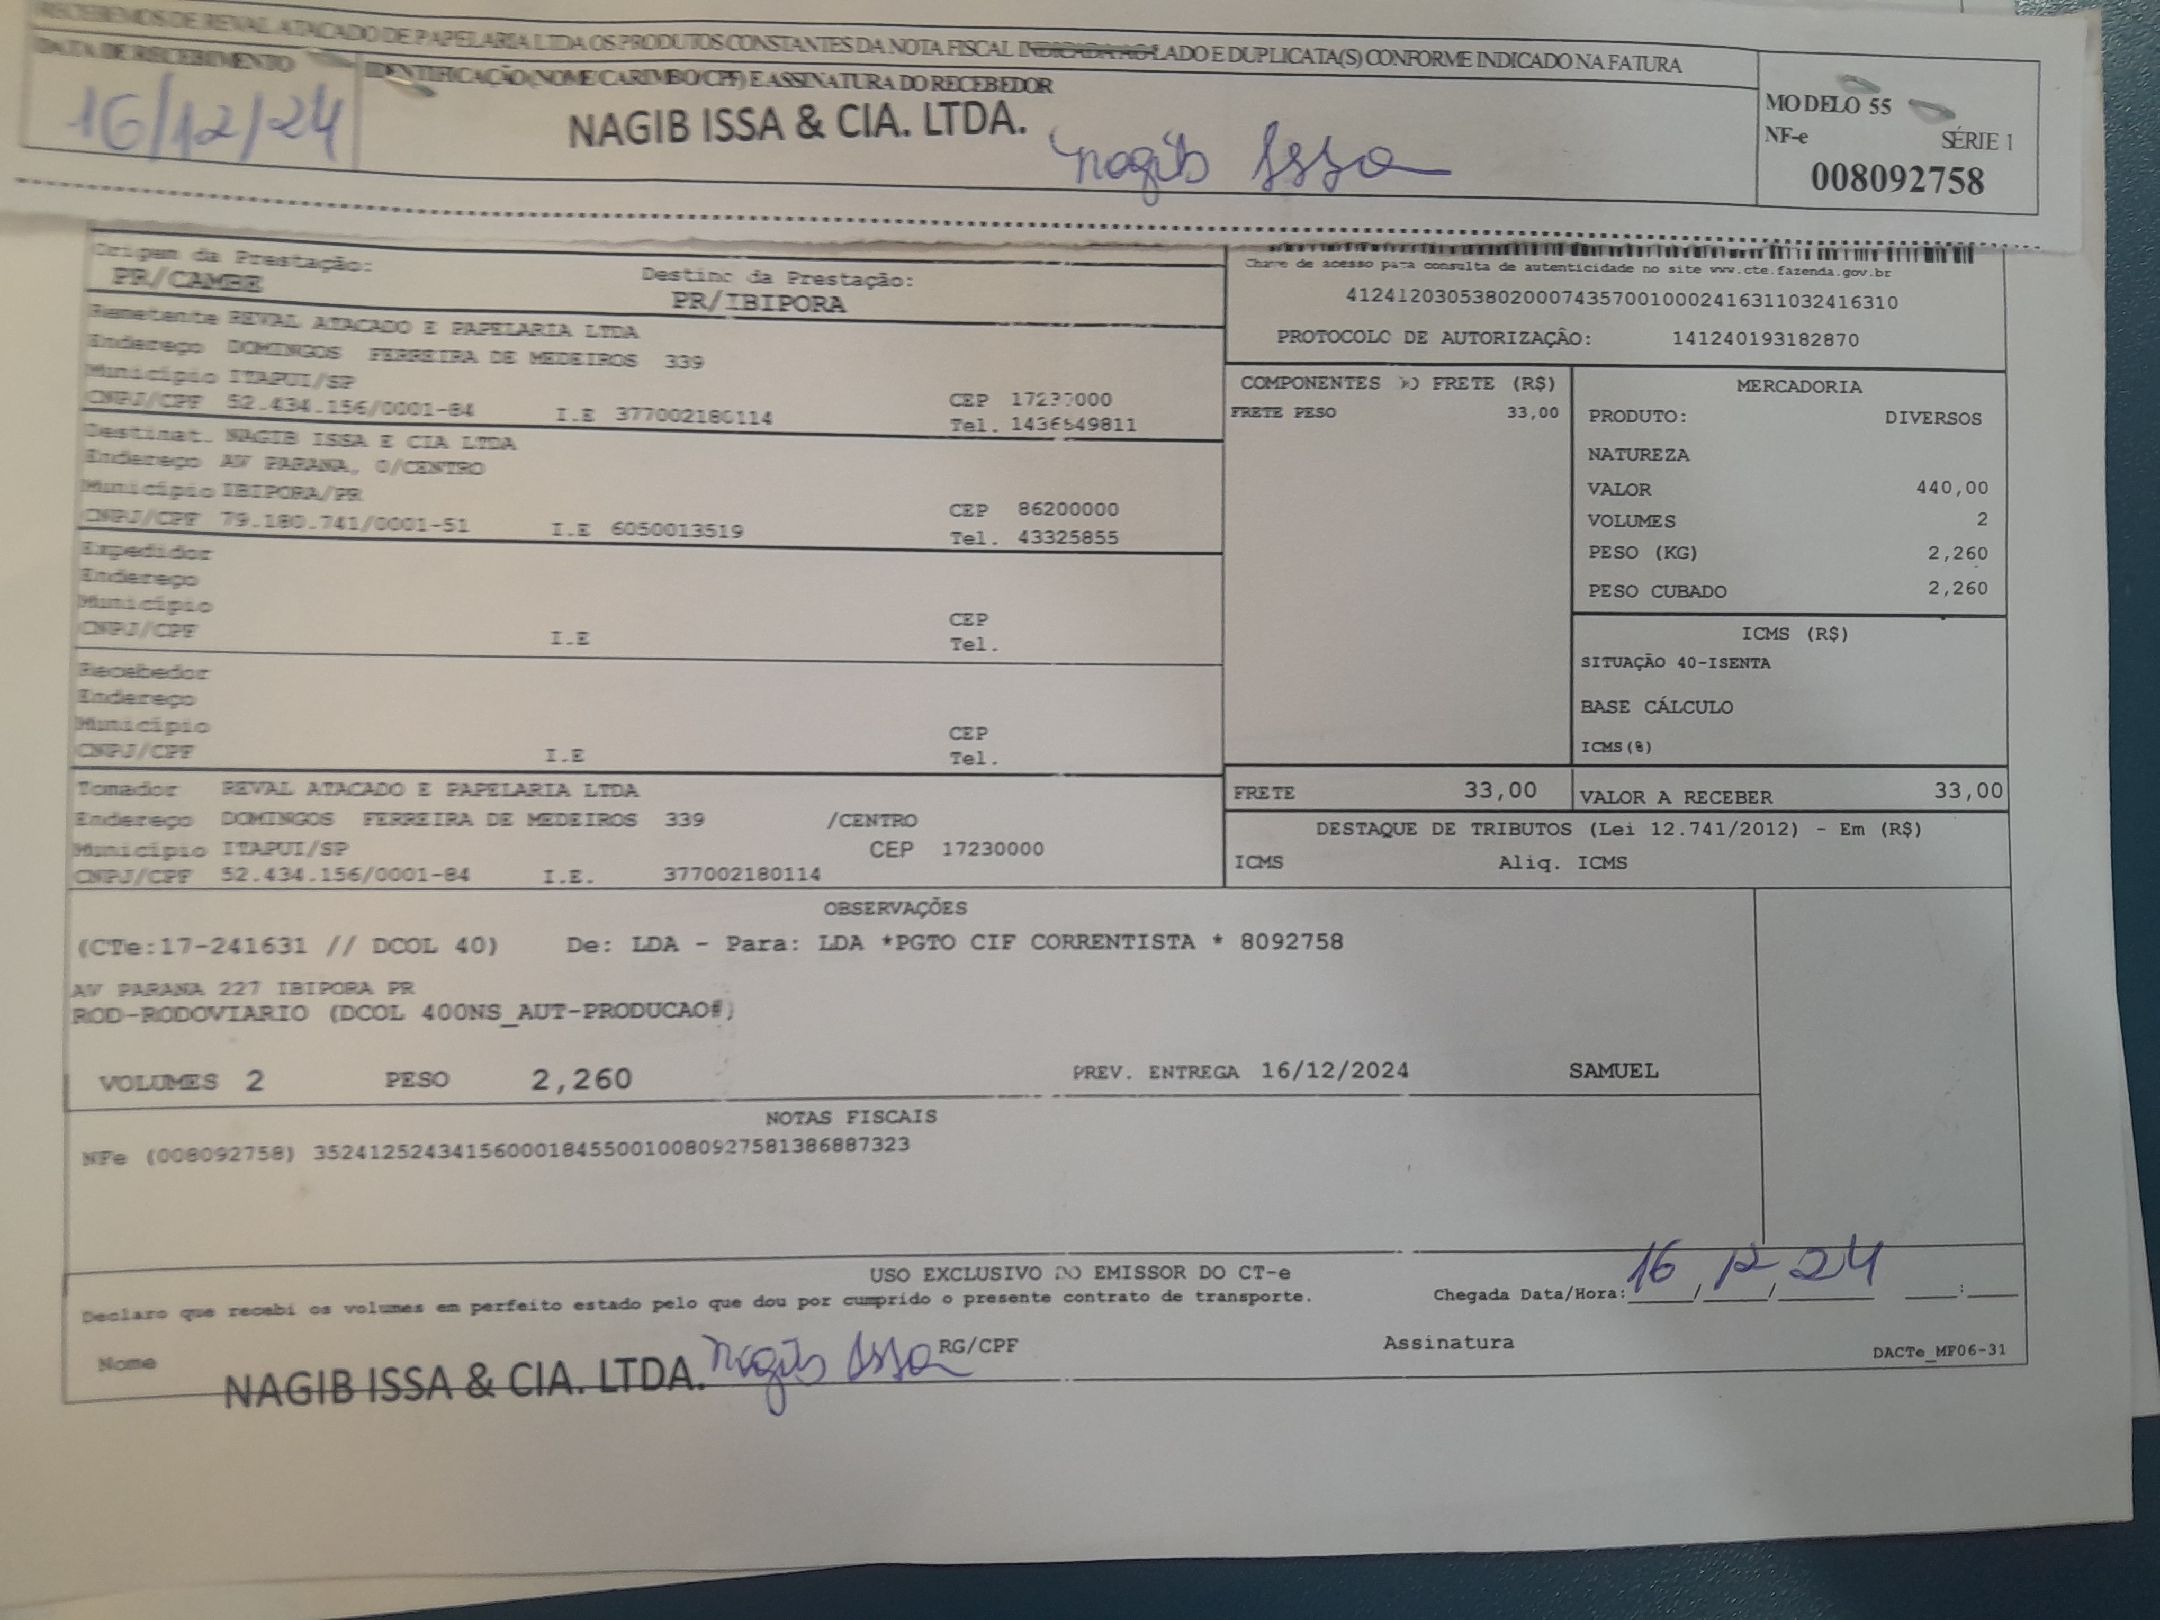 RECEBEMOS DE REVAL ATACADO DE PAPELARIA LTDA OS PRODUTOS CONSTANTES DA NOTA FISCAL INDICADA AO LADO E DUPLICATA(S) CONFORME INDICADO NA FATURA
DATA DE RECEBIMENTO
IDENTIFICAÇÃO (NOME/CARIMBO/CPF) E ASSINATURA DO RECEBEDOR
16/12/24
NAGIB ISSA & CIA. LTDA.
Nagib Issa
MODELO 55
NF-e SÉRIE 1
008092758
Origem da Prestação:
PR/CAMBE
Destino da Prestação:
PR/IBIPORA
Chave de acesso para consulta de autenticidade no site www.cte.fazenda.gov.br
41241203053802000743570010002416311032416310
PROTOCOLO DE AUTORIZAÇÃO: 141240193182870
Remetente REVAL ATACADO E PAPELARIA LTDA
Endereço DOMINGOS FERREIRA DE MEDEIROS 339
Município ITAPUI/SP CEP 17230000
CNPJ/CPF 52.434.156/0001-84 I.E 377002180114 Tel. 1436649811
Destinat. NAGIB ISSA E CIA LTDA
Endereço AV PARANA, 0/CENTRO
Município IBIPORA/PR CEP 86200000
CNPJ/CPF 79.180.741/0001-51 I.E 6050013519 Tel. 43325855
Expedidor
Endereço
Município CEP
CNPJ/CPF I.E Tel.
Recebedor
Endereço
Município CEP
CNPJ/CPF I.E Tel.
Tomador REVAL ATACADO E PAPELARIA LTDA
Endereço DOMINGOS FERREIRA DE MEDEIROS 339 /CENTRO
Município ITAPUI/SP CEP 17230000
CNPJ/CPF 52.434.156/0001-84 I.E. 377002180114
COMPONENTES DO FRETE (R$)
FRETE PESO 33,00
MERCADORIA
PRODUTO: DIVERSOS
NATUREZA
VALOR 440,00
VOLUMES 2
PESO (KG) 2,260
PESO CUBADO 2,260
ICMS (R$)
SITUAÇÃO 40-ISENTA
BASE CÁLCULO
ICMS(%)
FRETE 33,00
VALOR A RECEBER 33,00
DESTAQUE DE TRIBUTOS (Lei 12.741/2012) - Em (R$)
ICMS Aliq. ICMS
OBSERVAÇÕES
(CTe:17-241631 // DCOL 40) De: LDA - Para: LDA *PGTO CIF CORRENTISTA * 8092758
AV PARANA 227 IBIPORA PR
ROD-RODOVIARIO (DCOL 400NS_AUT-PRODUCAO#)
VOLUMES 2 PESO 2,260 PREV. ENTREGA 16/12/2024 SAMUEL
NOTAS FISCAIS
NFe (008092758) 35241252434156000184550010080927581386887323
USO EXCLUSIVO DO EMISSOR DO CT-e
Declaro que recebi os volumes em perfeito estado pelo que dou por cumprido o presente contrato de transporte.
Chegada Data/Hora: 16 / 12 / 24 :
Nome NAGIB ISSA & CIA. LTDA. Nagib Issa RG/CPF Assinatura
DACTe_MF06-31